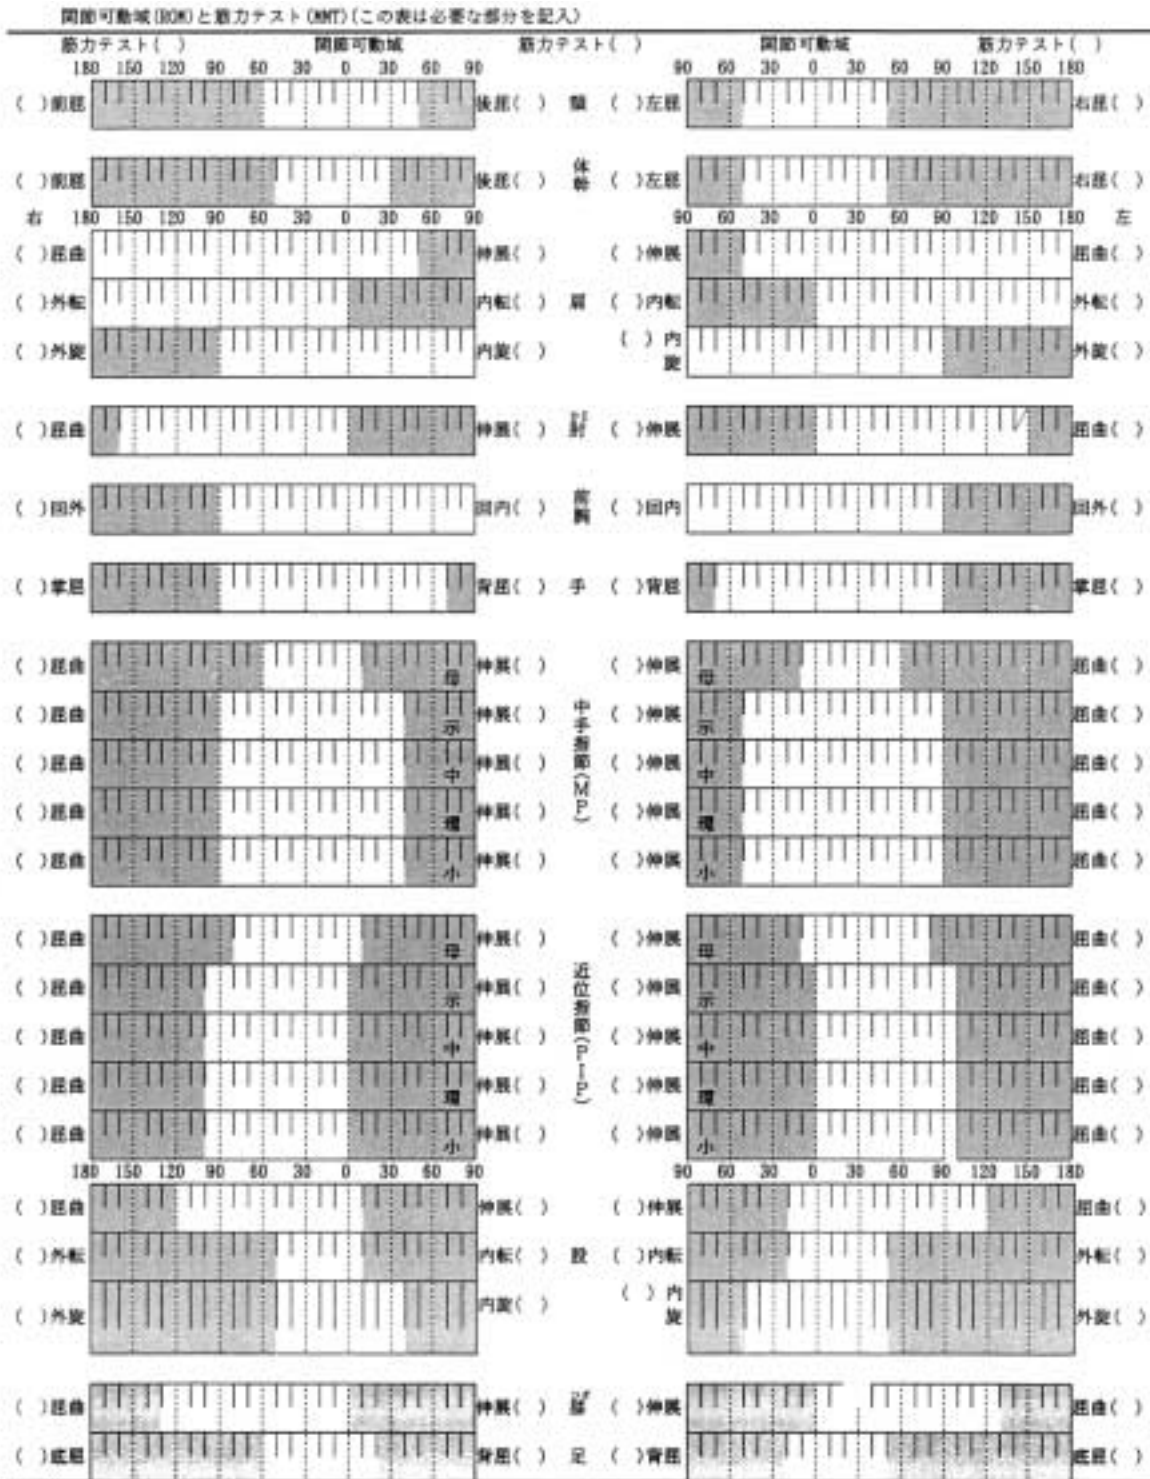 関節可動域(ROM)と筋力テスト(MMT)(この表は必要な部分を記入)
筋力テスト( ) 関節可動域 筋力テスト( ) 関節可動域 筋力テスト( )
180 150 120 90 60 30 0 30 60 90 90 60 30 0 30 60 90 120 150 180
( )前屈 後屈( ) 頸 ( )左屈 右屈( )
( )前屈 後屈( ) 体幹 ( )左屈 右屈( )
右 180 150 120 90 60 30 0 30 60 90 90 60 30 0 30 60 90 120 150 180 左
( )屈曲 伸展( ) ( )伸展 屈曲( )
( )外転 内転( ) 肩 ( )内転 外転( )
( )外旋 内旋( ) ( )内旋 外旋( )
( )屈曲 伸展( ) 肘 ( )伸展 屈曲( )
( )回外 回内( ) 前腕 ( )回内 回外( )
( )掌屈 背屈( ) 手 ( )背屈 掌屈( )
中手指節(MP)
( )屈曲 母 伸展( ) ( )伸展 母 屈曲( )
( )屈曲 示 伸展( ) ( )伸展 示 屈曲( )
( )屈曲 中 伸展( ) ( )伸展 中 屈曲( )
( )屈曲 環 伸展( ) ( )伸展 環 屈曲( )
( )屈曲 小 伸展( ) ( )伸展 小 屈曲( )
近位指節(PIP)
( )屈曲 母 伸展( ) ( )伸展 母 屈曲( )
( )屈曲 示 伸展( ) ( )伸展 示 屈曲( )
( )屈曲 中 伸展( ) ( )伸展 中 屈曲( )
( )屈曲 環 伸展( ) ( )伸展 環 屈曲( )
( )屈曲 小 伸展( ) ( )伸展 小 屈曲( )
180 150 120 90 60 30 0 30 60 90 90 60 30 0 30 60 90 120 150 180
( )屈曲 伸展( ) ( )伸展 屈曲( )
( )外転 内転( ) 股 ( )内転 外転( )
( )外旋 内旋( ) ( )内旋 外旋( )
( )屈曲 伸展( ) 膝 ( )伸展 屈曲( )
( )底屈 背屈( ) 足 ( )背屈 底屈( )